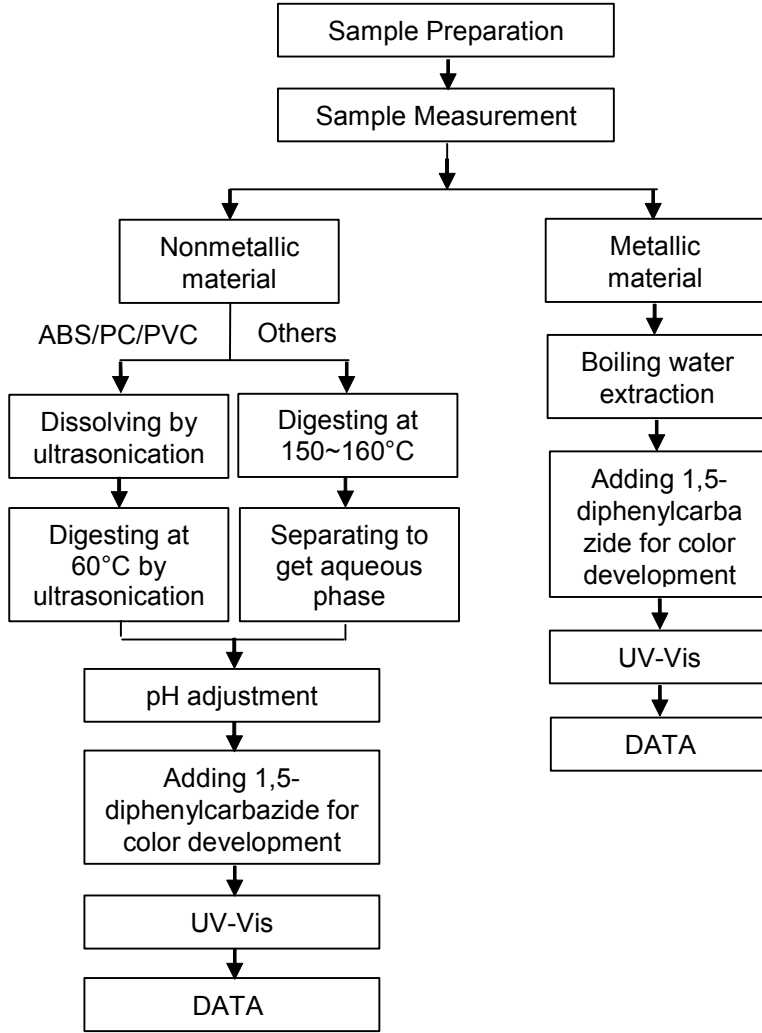 Sample Preparation
Sample Measurement
Nonmetallic
material
ABS/PC/PVC
Others
Dissolving by
ultrasonication
Digesting at
150~160°C
Digesting at
60°C by
ultrasonication
Separating to
get aqueous
phase
pH adjustment
Adding 1,5-
diphenylcarbazide for
color development
UV-Vis
DATA
Metallic
material
Boiling water
extraction
Adding 1,5-
diphenylcarba
zide for color
development
UV-Vis
DATA